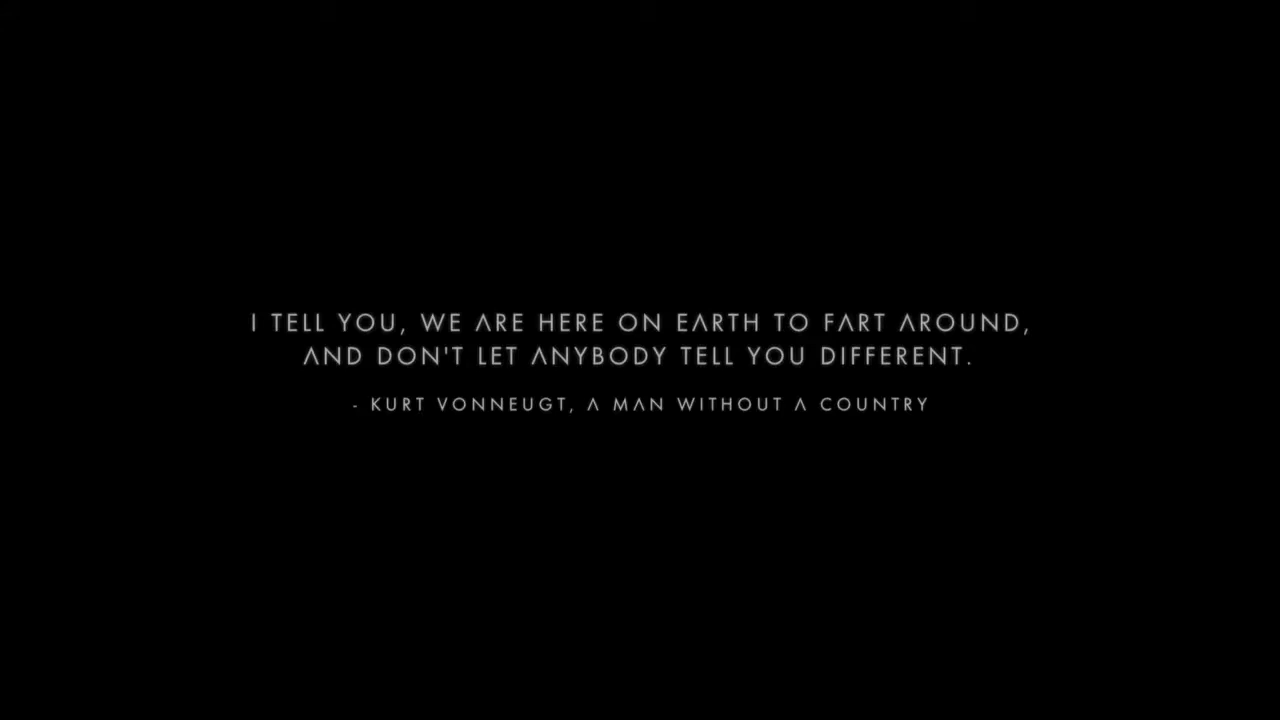 I TELL YOU, WE ARE HERE ON EARTH TO FART AROUND,
AND DON'T LET ANYBODY TELL YOU DIFFERENT.
- KURT VONNEUGT, A MAN WITHOUT A COUNTRY